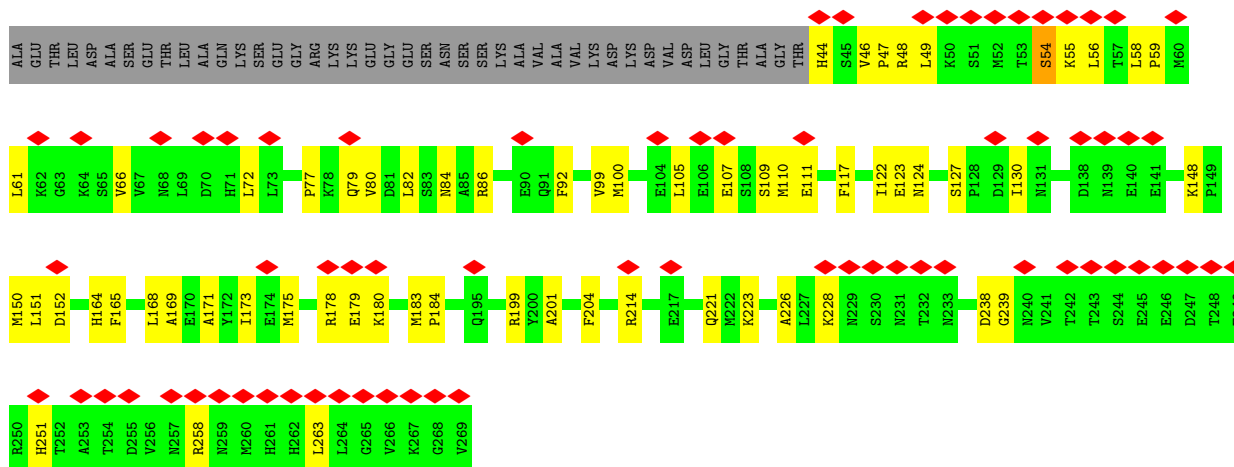 ALA GLU THR LEU ASP ALA SER GLU THR LEU ALA GLN LYS SER GLU GLY ARG LYS LYS GLU GLY GLU GLU SER ASN SER SER LYS ALA VAL ALA VAL LYS ASP LYS ASP VAL ASP LEU GLY THR ALA GLY THR H44 S45 V46 P47 R48 L49 K50 S51 M52 T53 S54 K55 L56 T57 L58 P59 M60
L61 K62 G63 K64 S65 V66 V67 N68 L69 D70 H71 L72 L73 P77 K78 Q79 V80 D81 L82 S83 N84 A85 R86 E90 Q91 F92 V99 M100 E104 L105 E106 E107 S108 S109 M110 E111 F117 I122 E123 N124 S127 P128 D129 I130 N131 D138 N139 E140 E141 K148 P149
M150 L151 D152 H164 F165 L168 A169 E170 A171 Y172 I173 E174 M175 R178 E179 K180 M183 P184 Q195 R199 Y200 A201 F204 R214 E217 Q221 M222 K223 A226 L227 K228 N229 S230 N231 T232 N233 D238 G239 N240 V241 T242 T243 S244 E245 E246 D247 T248
R250 H251 T252 A253 T254 D255 V256 N257 R258 N259 M260 H261 H262 L263 L264 G265 V266 K267 G268 V269